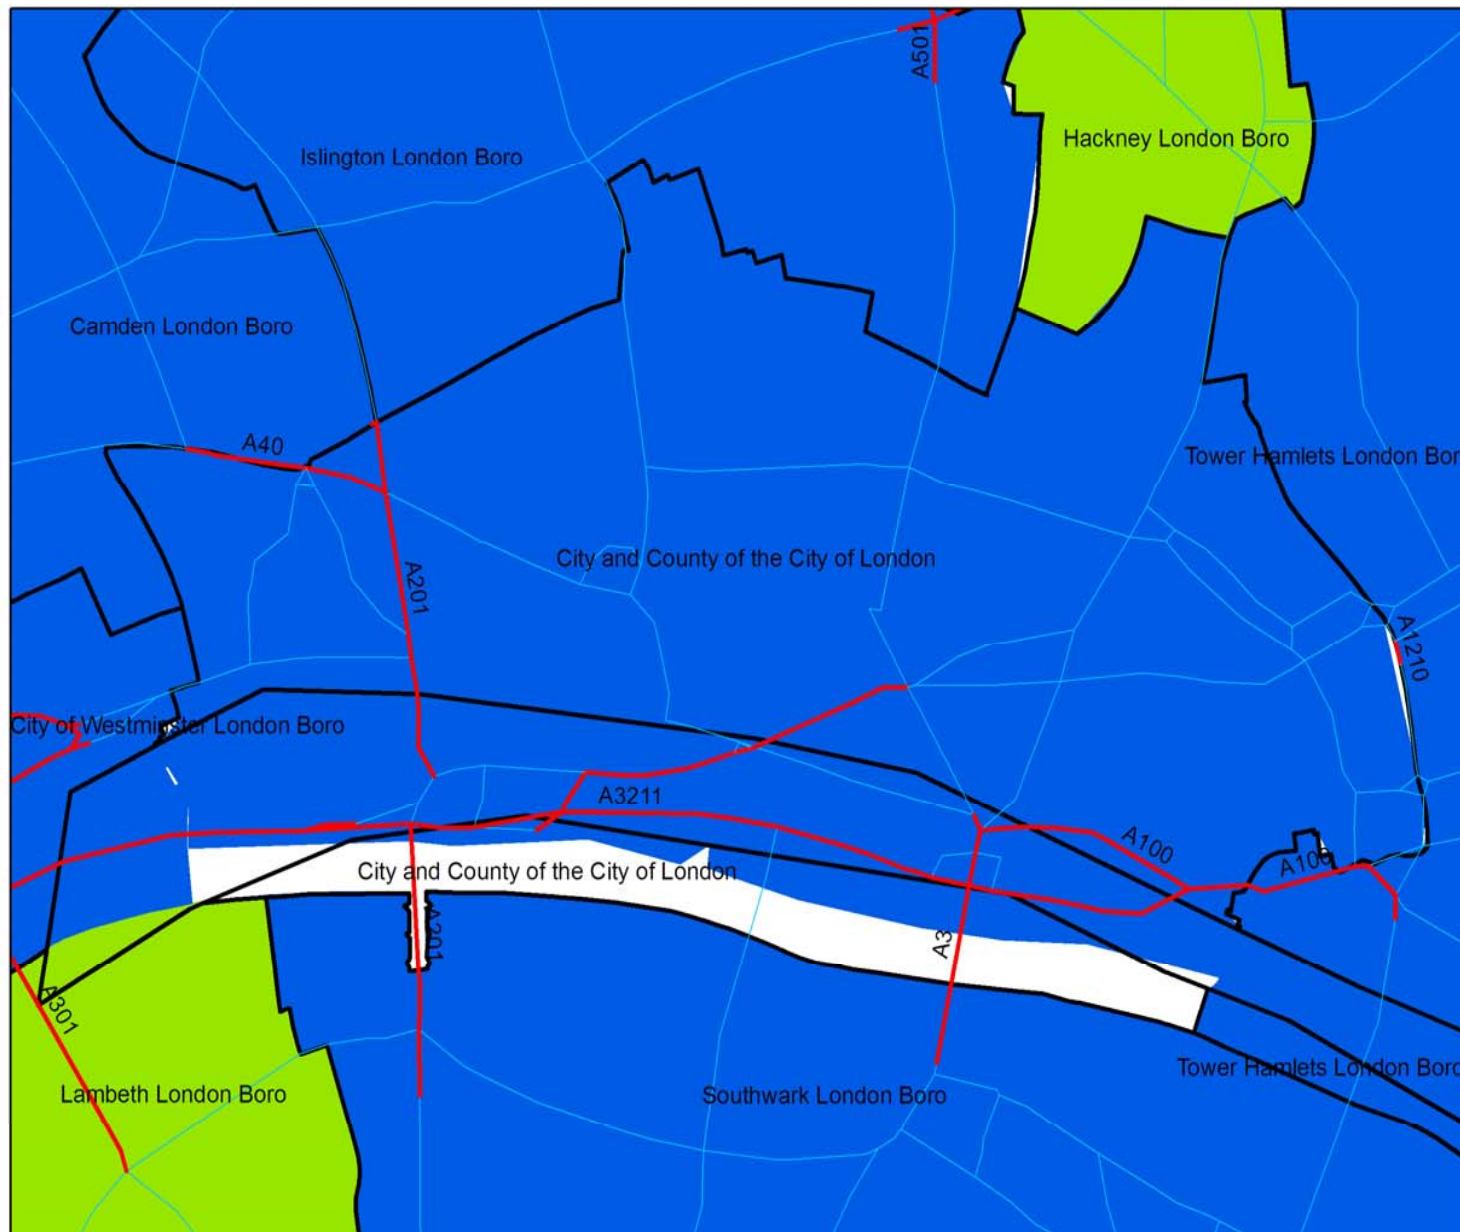 A501
Hackney London Boro
Islington London Boro
Camden London Boro
A40
Tower Hamlets London Bor
City and County of the City of London
A201
A1210
City of Westminster London Boro
A3211
A100
A100
City and County of the City of London
A201
A3
A301
Tower Hamlets London Boro
Lambeth London Boro
Southwark London Boro